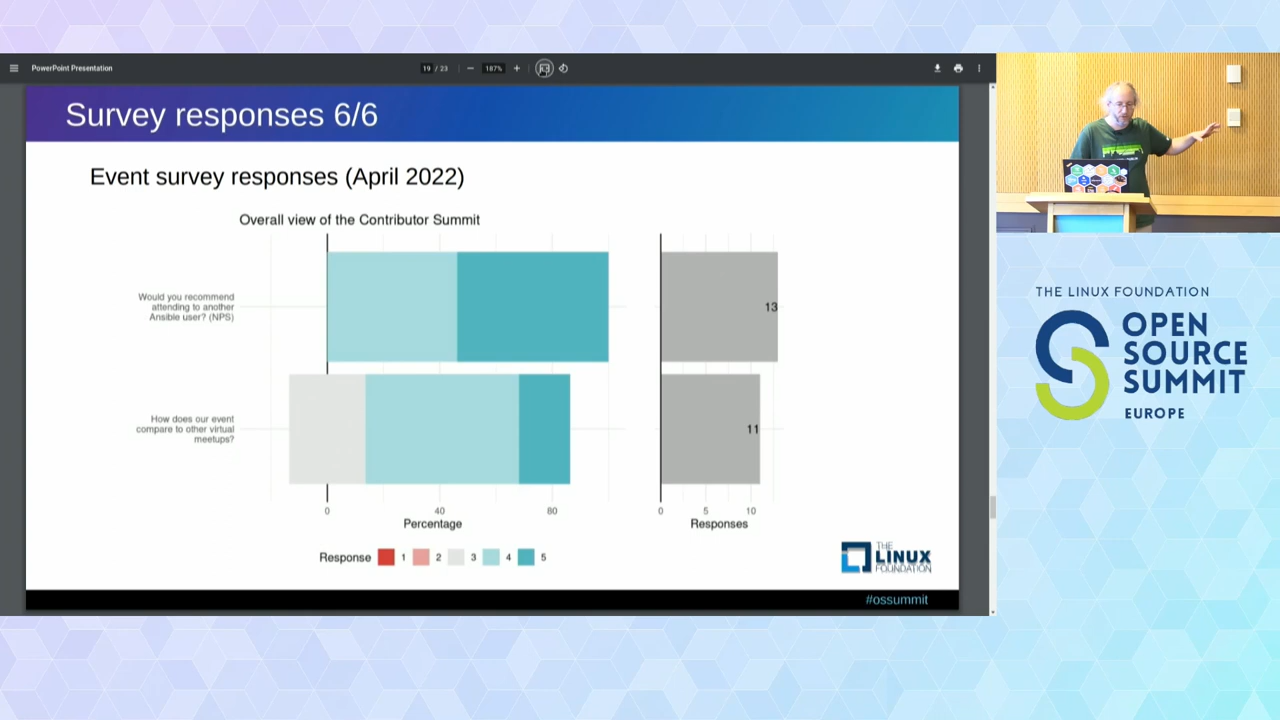 PowerPoint Presentation
19 / 23
187%
Survey responses 6/6
Event survey responses (April 2022)
Overall view of the Contributor Summit
Would you recommend
attending to another
Ansible user? (NPS)
13
How does our event
compare to other virtual
meetups?
11
0 40 80
0 5 10
Percentage
Responses
Response 1 2 3 4 5
THE
LINUX
FOUNDATION
#ossummit
THE LINUX FOUNDATION
OPEN
SOURCE
SUMMIT
EUROPE